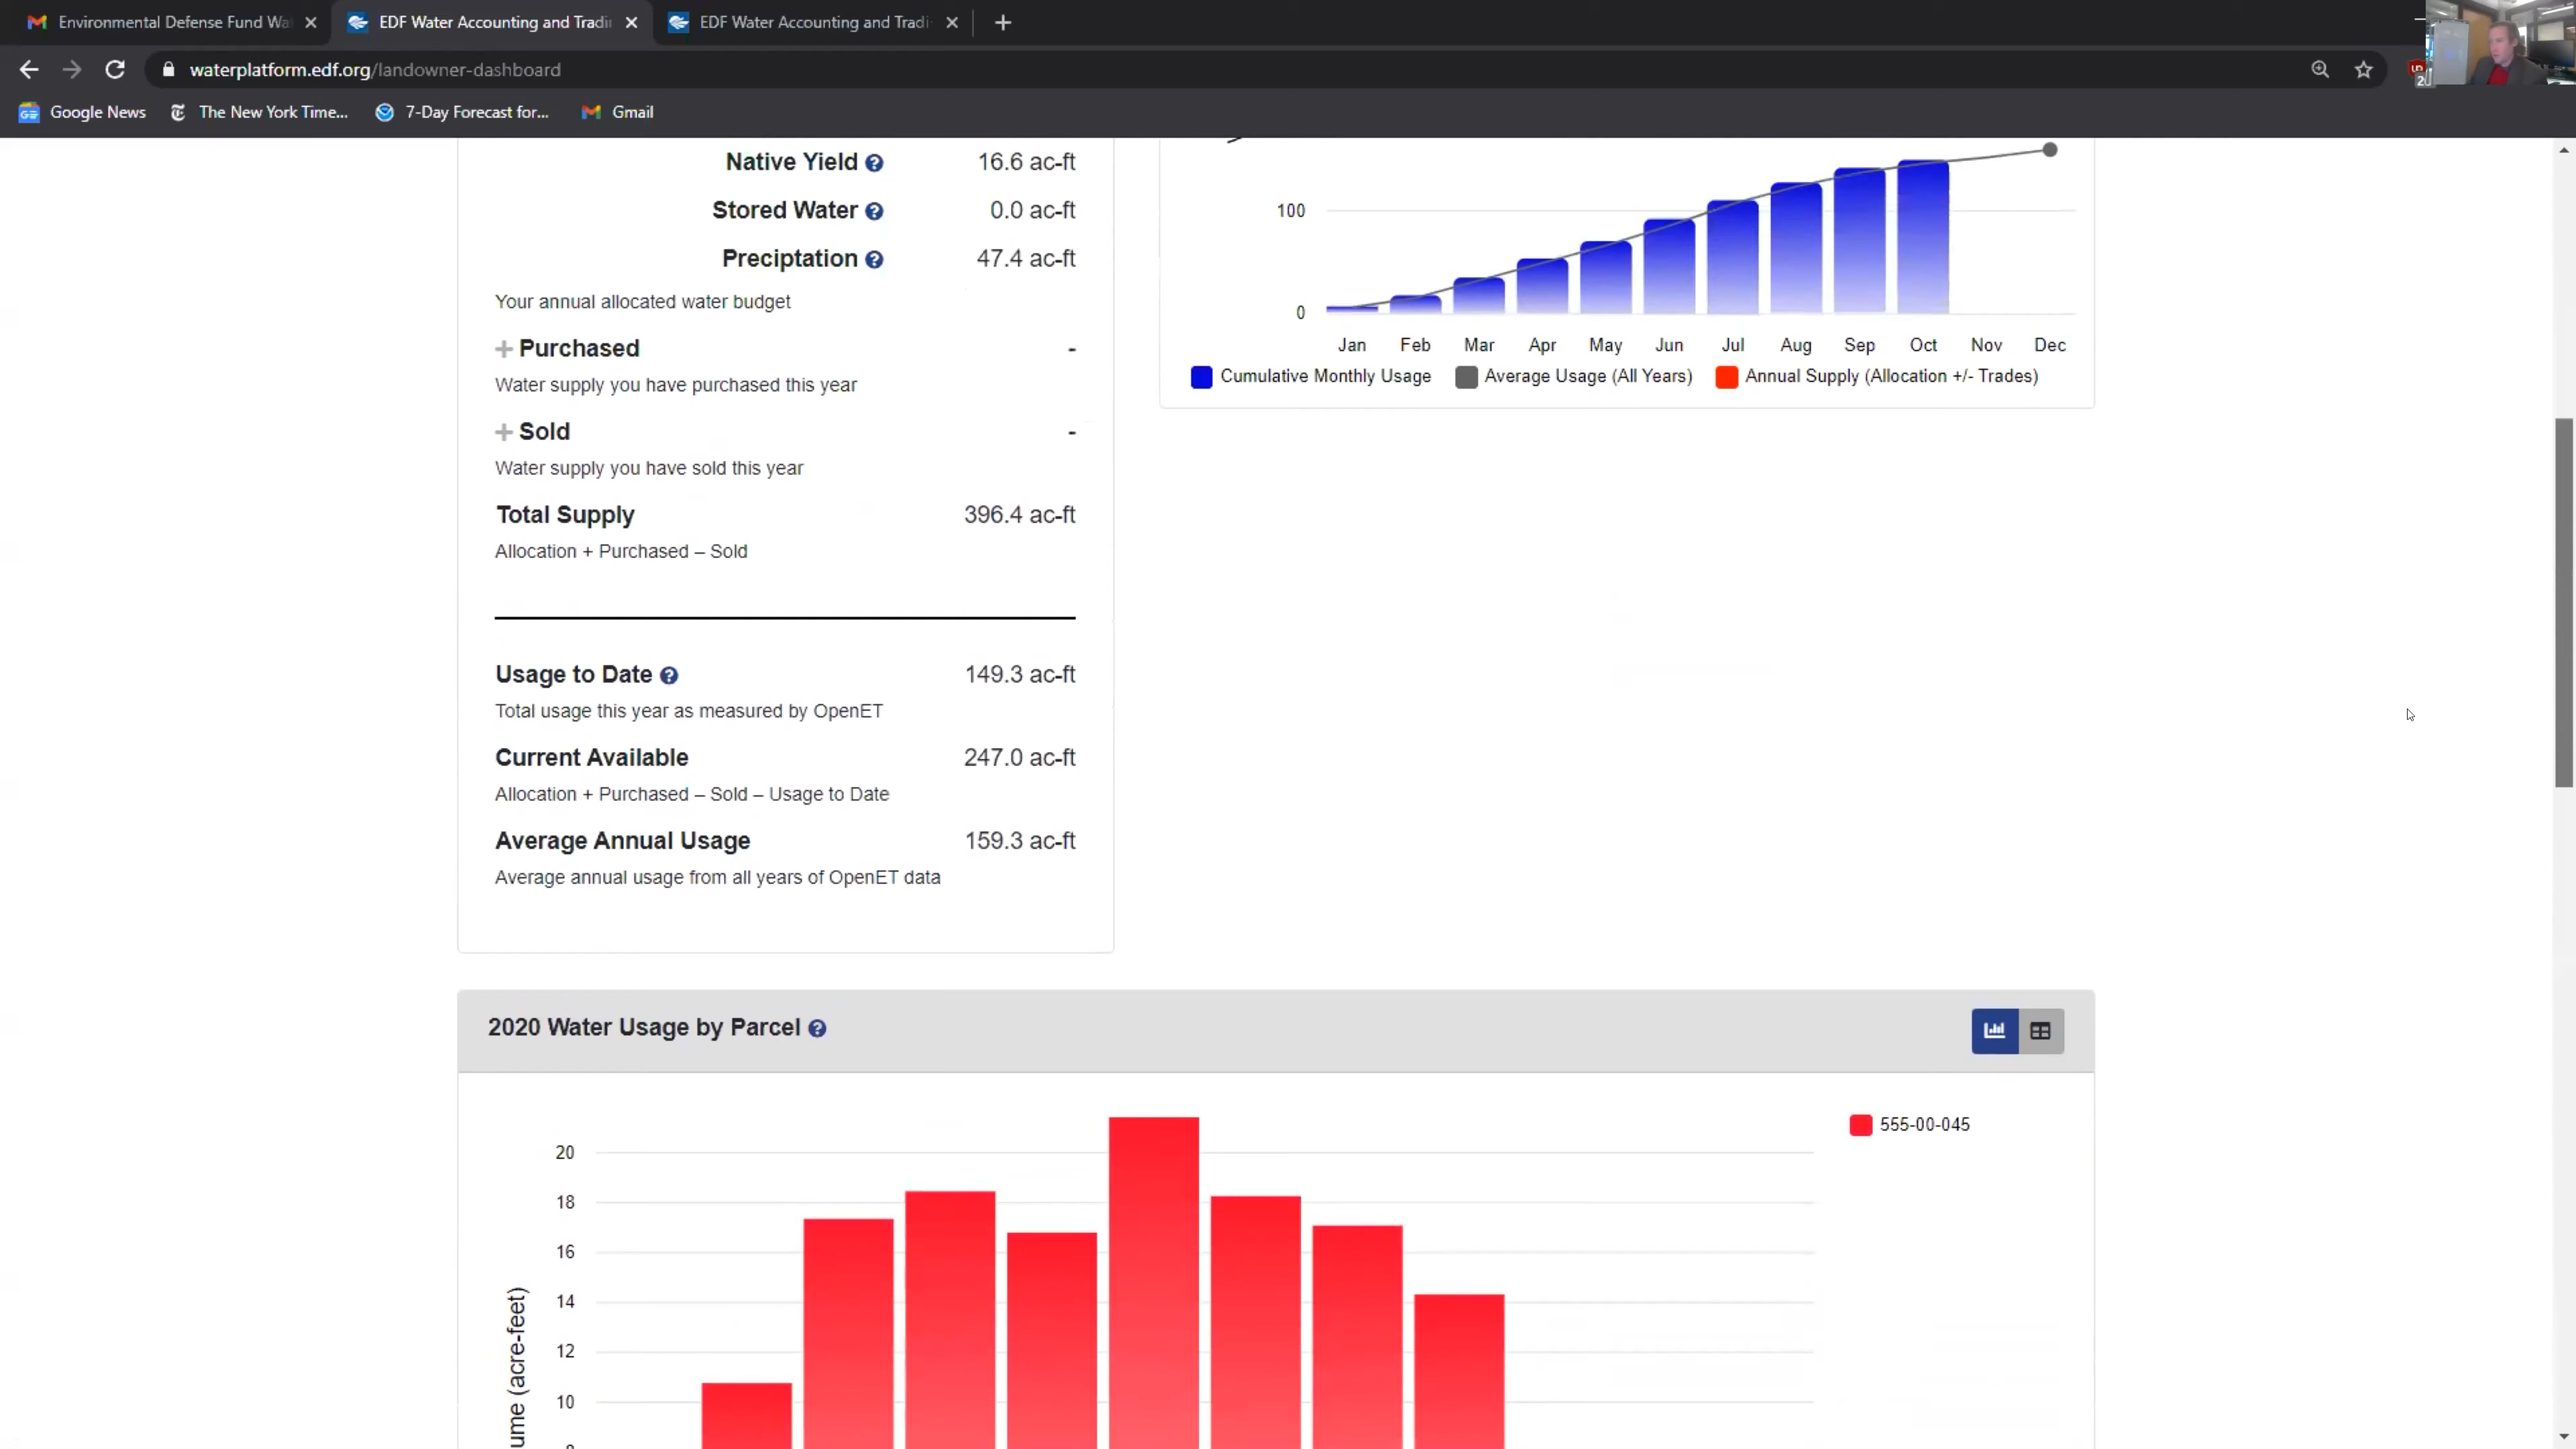 Environmental Defense Fund Wat
EDF Water Accounting and Tradin
EDF Water Accounting and Tradi
waterplatform.edf.org/landowner-dashboard
Google News
The New York Time...
7-Day Forecast for...
Gmail
Native Yield 16.6 ac-ft
Stored Water 0.0 ac-ft
Preciptation 47.4 ac-ft
Your annual allocated water budget
+ Purchased -
Water supply you have purchased this year
+ Sold -
Water supply you have sold this year
Total Supply 396.4 ac-ft
Allocation + Purchased – Sold
Usage to Date 149.3 ac-ft
Total usage this year as measured by OpenET
Current Available 247.0 ac-ft
Allocation + Purchased – Sold – Usage to Date
Average Annual Usage 159.3 ac-ft
Average annual usage from all years of OpenET data
100
0
Jan Feb Mar Apr May Jun Jul Aug Sep Oct Nov Dec
Cumulative Monthly Usage Average Usage (All Years) Annual Supply (Allocation +/- Trades)
2020 Water Usage by Parcel
555-00-045
20
18
16
14
12
10
ume (acre-feet)